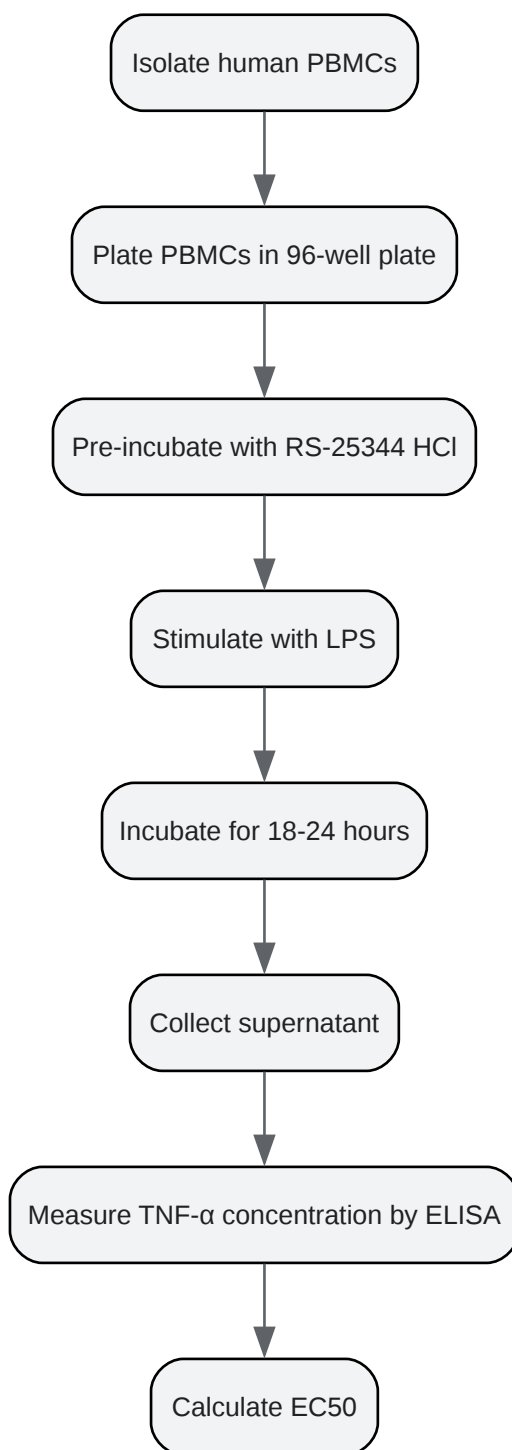 Isolate human PBMCs
Plate PBMCs in 96-well plate
Pre-incubate with RS-25344 HCl
Stimulate with LPS
Incubate for 18-24 hours
Collect supernatant
Measure TNF-α concentration by ELISA
Calculate EC50